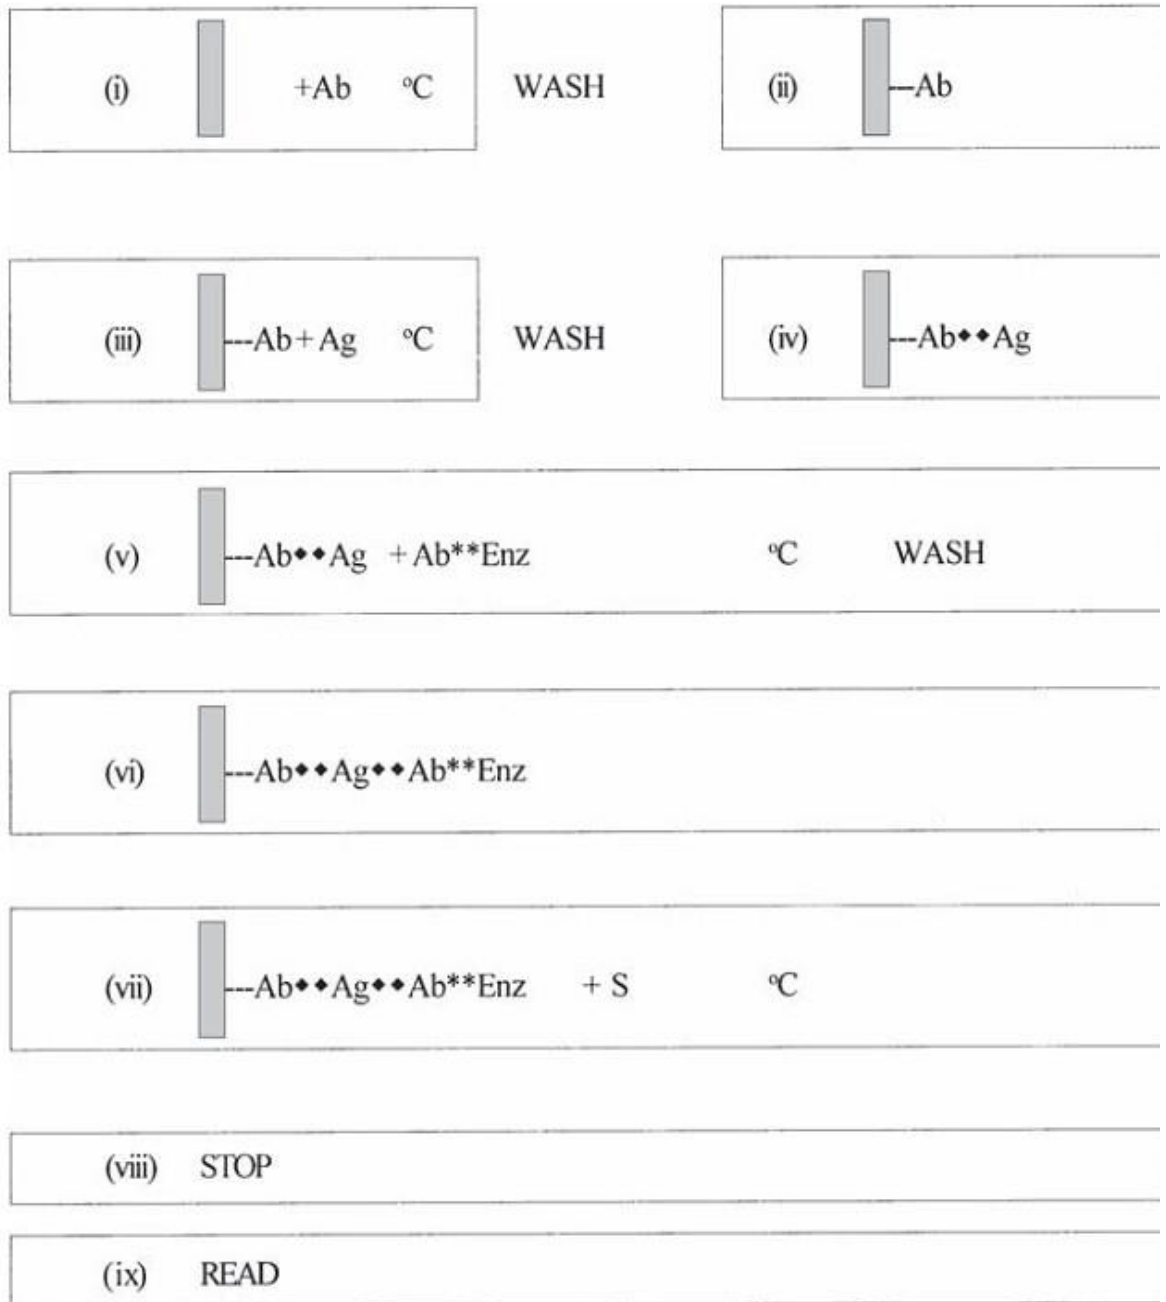 (i) +Ab °C WASH (ii) ---Ab
(iii) ---Ab + Ag °C WASH (iv) ---Ab◆◆Ag
(v) ---Ab◆◆Ag + Ab**Enz °C WASH
(vi) ---Ab◆◆Ag◆◆Ab**Enz
(vii) ---Ab◆◆Ag◆◆Ab**Enz + S °C
(viii) STOP
(ix) READ